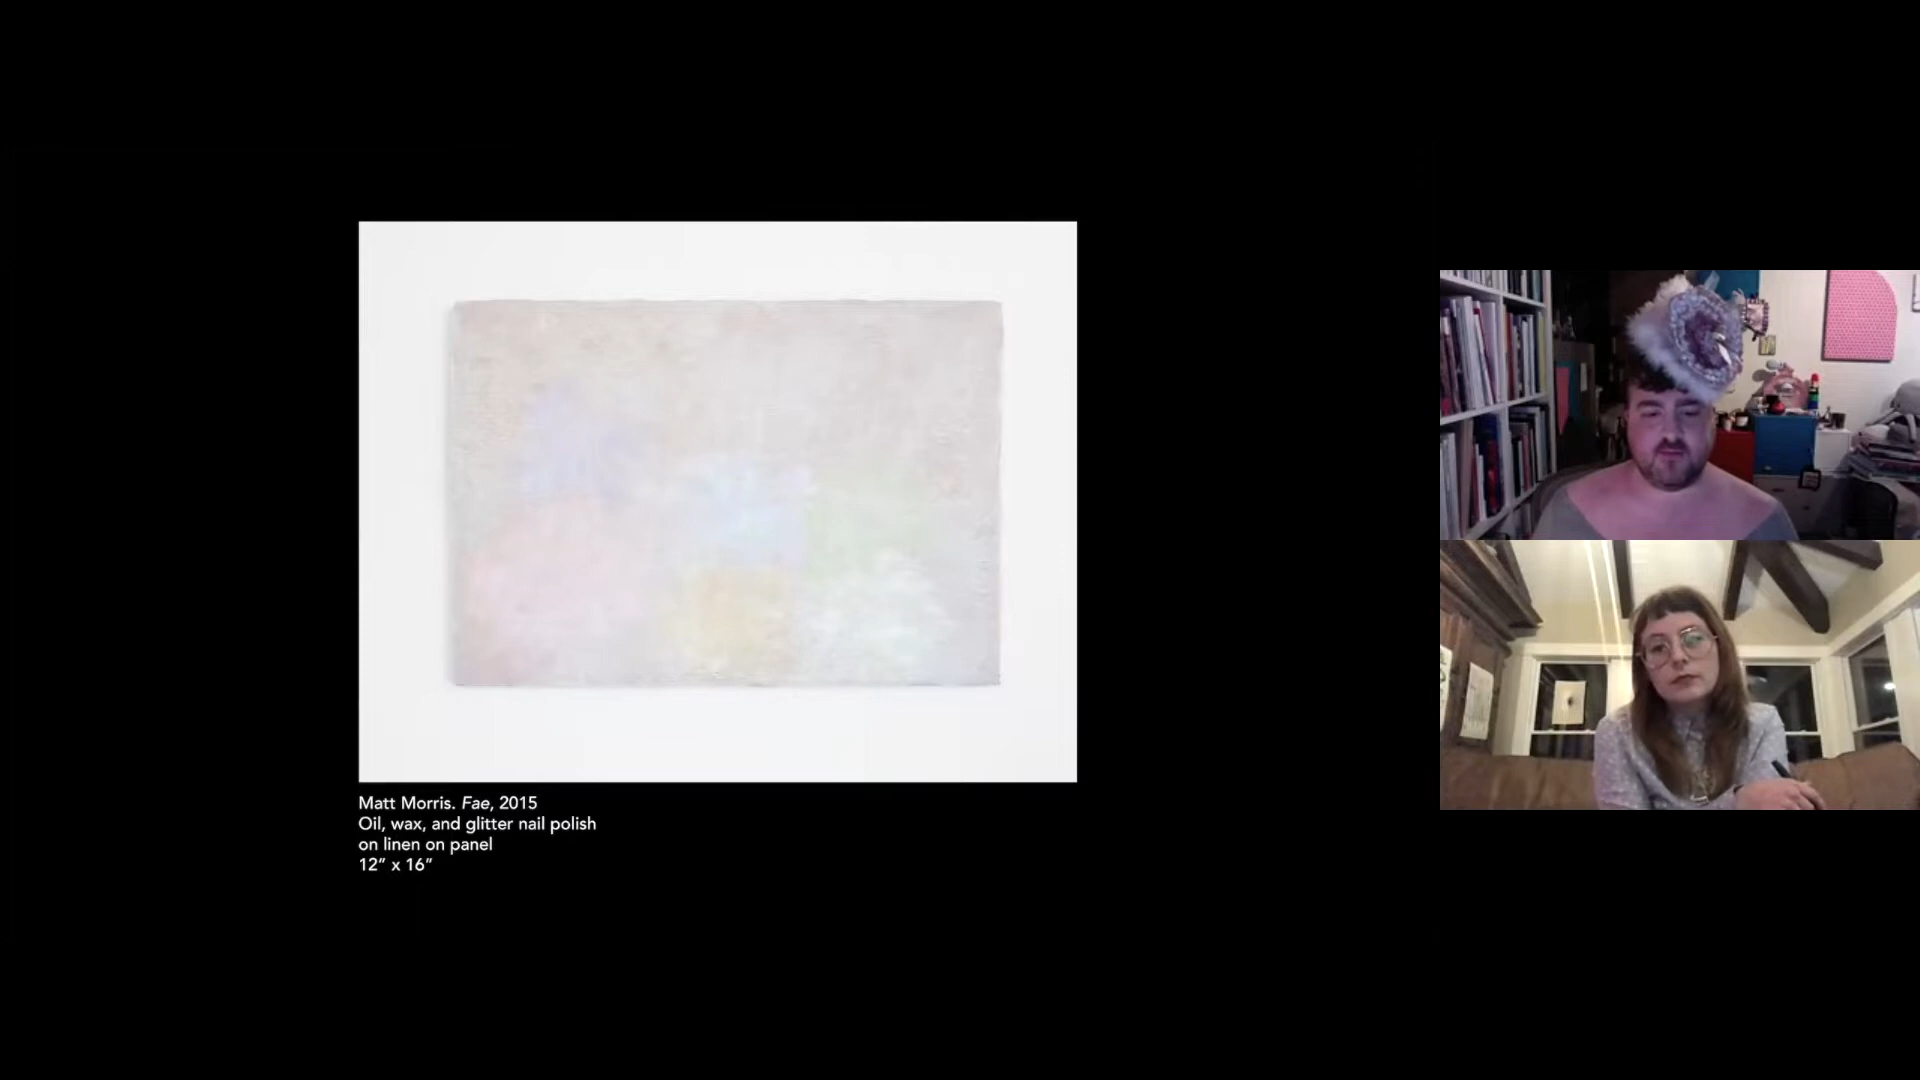 Matt Morris. Fae, 2015
Oil, wax, and glitter nail polish
on linen on panel
12” x 16”